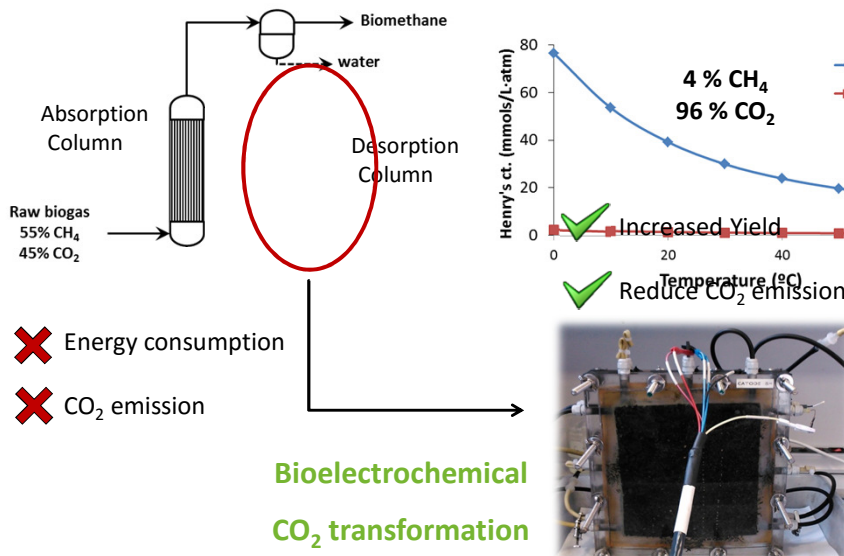 Biomethane
water
Absorption
Column
Desorption
Column
Raw biogas
55% CH₄
45% CO₂
Henry's ct. (mmols/L·atm)
80
60
40
20
0
0
20
40
Temperature (ºC)
4 % CH₄
96 % CO₂
Increased Yield
Reduce CO₂ emission
Energy consumption
CO₂ emission
Bioelectrochemical
CO₂ transformation